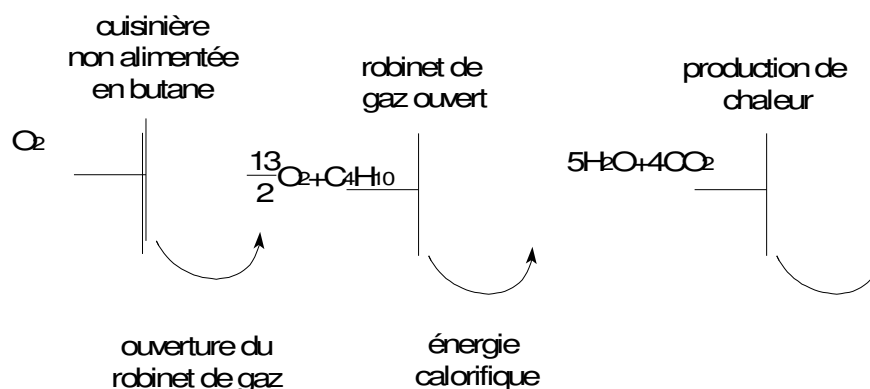 cuisinière
non alimentée
en butane
robinet de
gaz ouvert
production de
chaleur
O₂
13/2 O₂+C₄H₁₀
5H₂O+4CO₂
ouverture du
robinet de gaz
énergie
calorifique